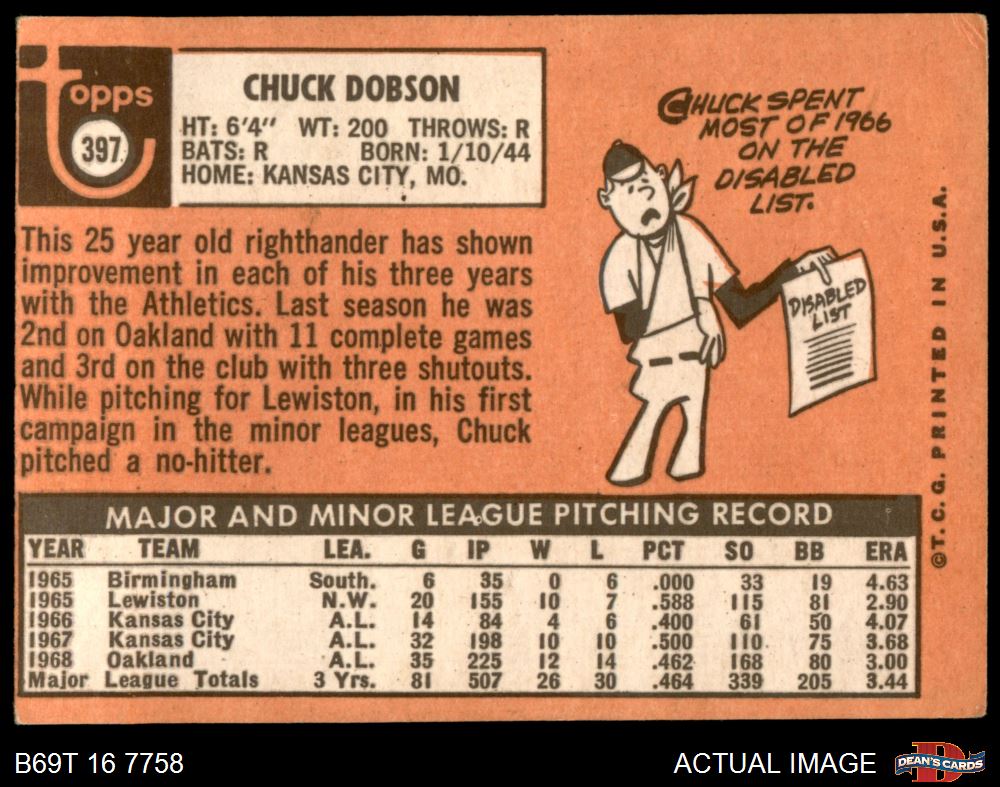 topps
397
CHUCK DOBSON
HT: 6'4" WT: 200 THROWS: R
BATS: R BORN: 1/10/44
HOME: KANSAS CITY, MO.
This 25 year old righthander has shown
improvement in each of his three years
with the Athletics. Last season he was
2nd on Oakland with 11 complete games
and 3rd on the club with three shutouts.
While pitching for Lewiston, in his first
campaign in the minor leagues, Chuck
pitched a no-hitter.
CHUCK SPENT
MOST OF 1966
ON THE
DISABLED
LIST.
DISABLED
LIST
MAJOR AND MINOR LEAGUE PITCHING RECORD
YEAR TEAM LEA. G IP W L PCT SO BB ERA
1965 Birmingham South. 6 35 0 6 .000 33 19 4.63
1965 Lewiston N.W. 20 155 10 7 .588 115 81 2.90
1966 Kansas City A.L. 14 84 4 6 .400 61 50 4.07
1967 Kansas City A.L. 32 198 10 10 .500 110 75 3.68
1968 Oakland A.L. 35 225 12 14 .462 168 80 3.00
Major League Totals 3 Yrs. 81 507 26 30 .464 339 205 3.44
©T.C.G. PRINTED IN U.S.A.
B69T 16 7758
ACTUAL IMAGE
D
DEAN'S CARDS